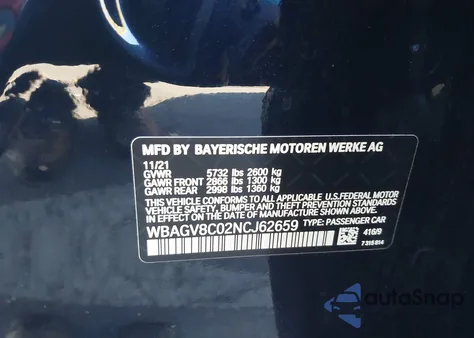 MFD BY BAYERISCHE MOTOREN WERKE AG
11/21
GVWR 5732 lbs 2600 kg
GAWR FRONT 2866 lbs 1300 kg
GAWR REAR 2998 lbs 1360 kg
THIS VEHICLE CONFORMS TO ALL APPLICABLE U.S.FEDERAL MOTOR
VEHICLE SAFETY, BUMPER AND THEFT PREVENTION STANDARDS
IN EFFECT ON THE DATE OF MANUFACTURE SHOWN ABOVE.
WBAGV8C02NCJ62659 TYPE: PASSENGER CAR
416/9
7315814
autoSnap